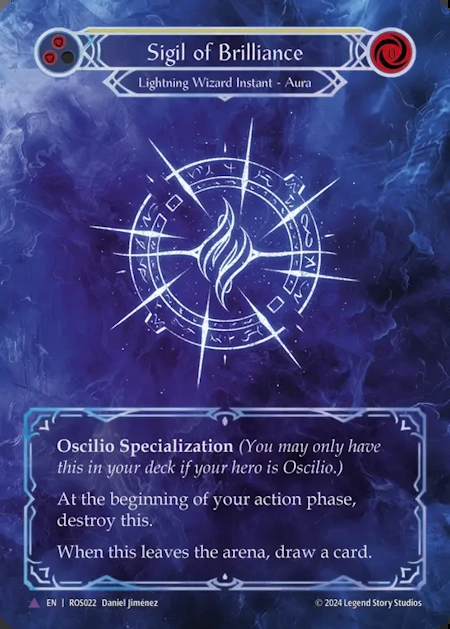 Sigil of Brilliance
Lightning Wizard Instant - Aura
Oscilio Specialization (You may only have
this in your deck if your hero is Oscilio.)
At the beginning of your action phase,
destroy this.
When this leaves the arena, draw a card.
EN | ROS022 Daniel Jiménez
© 2024 Legend Story Studios